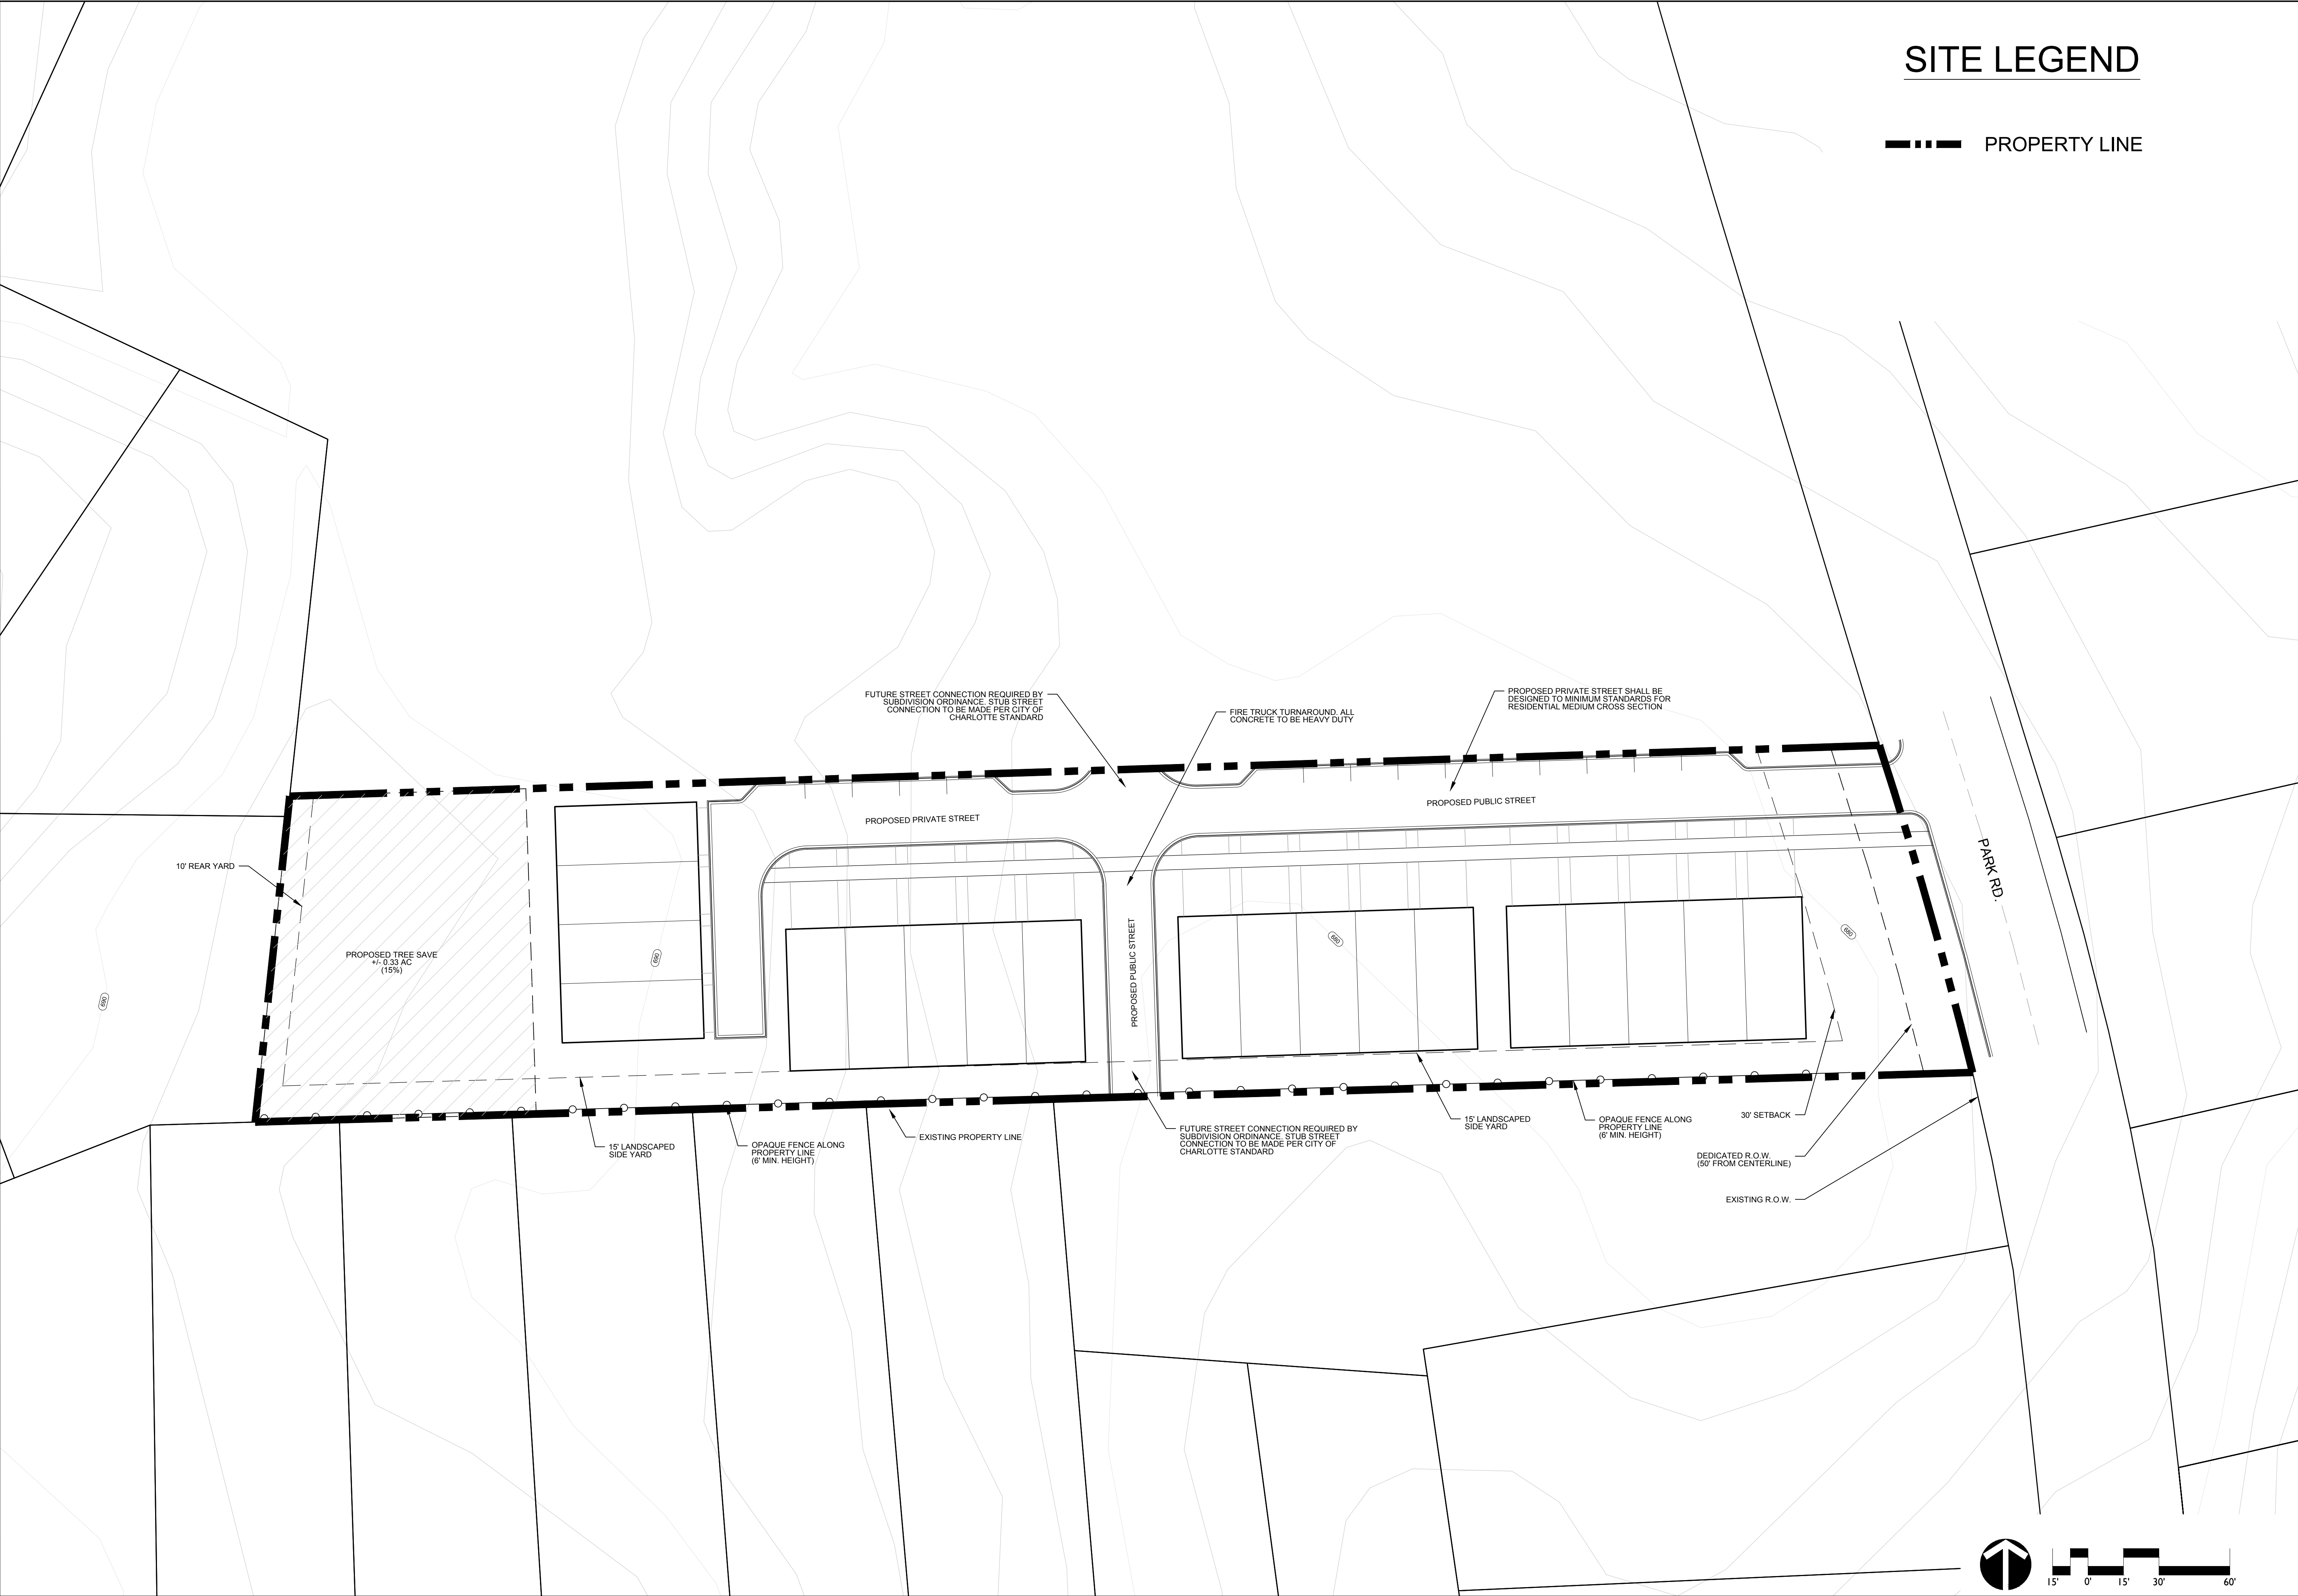 SITE LEGEND
PROPERTY LINE
FUTURE STREET CONNECTION REQUIRED BY
SUBDIVISION ORDINANCE. STUB STREET
CONNECTION TO BE MADE PER CITY OF
CHARLOTTE STANDARD
FIRE TRUCK TURNAROUND. ALL
CONCRETE TO BE HEAVY DUTY
PROPOSED PRIVATE STREET SHALL BE
DESIGNED TO MINIMUM STANDARDS FOR
RESIDENTIAL MEDIUM CROSS SECTION
PROPOSED PRIVATE STREET
PROPOSED PUBLIC STREET
PARK RD.
10' REAR YARD
PROPOSED TREE SAVE
+/- 0.33 AC
(15%)
690
690
PROPOSED PUBLIC STREET
680
680
15' LANDSCAPED
SIDE YARD
OPAQUE FENCE ALONG
PROPERTY LINE
(6' MIN. HEIGHT)
EXISTING PROPERTY LINE
FUTURE STREET CONNECTION REQUIRED BY
SUBDIVISION ORDINANCE. STUB STREET
CONNECTION TO BE MADE PER CITY OF
CHARLOTTE STANDARD
15' LANDSCAPED
SIDE YARD
OPAQUE FENCE ALONG
PROPERTY LINE
(6' MIN. HEIGHT)
30' SETBACK
DEDICATED R.O.W.
(50' FROM CENTERLINE)
EXISTING R.O.W.
15' 0' 15' 30' 60'